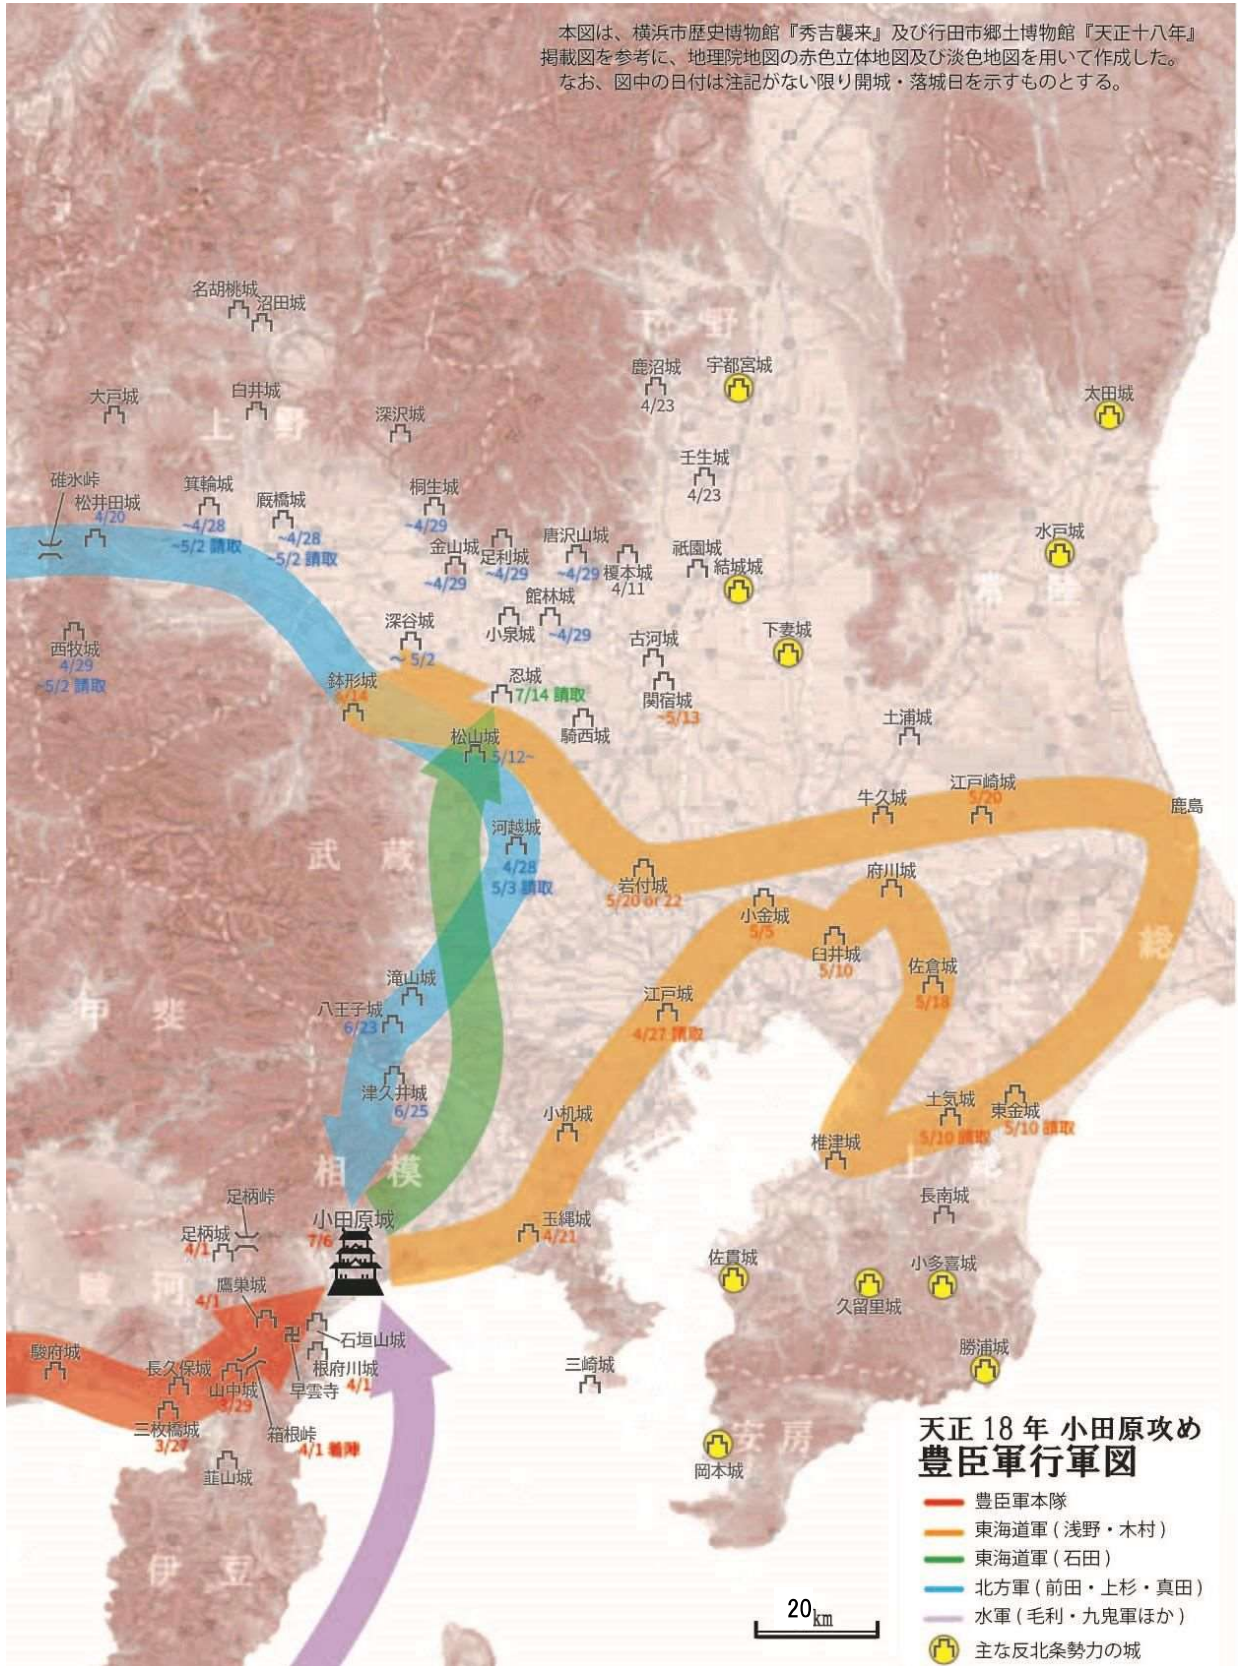 本図は、横浜市歴史博物館『秀吉襲来』及び行田市郷土博物館『天正十八年』
掲載図を参考に、地理院地図の赤色立体地図及び淡色地図を用いて作成した。
なお、図中の日付は注記がない限り開城・落城日を示すものとする。
名胡桃城
沼田城
下野
鹿沼城
4/23
宇都宮城
太田城
大戸城
白井城
上野
深沢城
壬生城
4/23
碓氷峠
松井田城
4/20
箕輪城
~4/28
~5/2 請取
厩橋城
~4/28
~5/2 請取
桐生城
~4/29
金山城
~4/29
足利城
~4/29
唐沢山城
~4/29
榎本城
4/11
祇園城
結城城
水戸城
常陸
館林城
~4/29
小泉城
深谷城
~ 5/2
西牧城
4/29
~5/2 請取
古河城
下妻城
鉢形城
6/14
忍城
7/14 請取
関宿城
~5/13
騎西城
土浦城
松山城
5/12~
江戸崎城
5/20
牛久城
鹿島
河越城
4/28
5/3 請取
武蔵
岩付城
5/20 or 22
府川城
小金城
5/5
臼井城
5/10
下総
佐倉城
5/18
滝山城
八王子城
6/23
江戸城
4/27 請取
甲斐
津久井城
6/25
小机城
土気城
5/10 請取
東金城
5/10 請取
椎津城
上総
相模
長南城
足柄峠
足柄城
4/1
小田原城
7/6
玉縄城
4/21
佐貫城
久留里城
小多喜城
駿河
鷹巣城
4/1
石垣山城
勝浦城
駿府城
長久保城
山中城
3/29
早雲寺
根府川城
4/1
三崎城
三枚橋城
3/27
箱根峠
4/1 着陣
韮山城
安房
岡本城
伊豆
天正 18 年 小田原攻め
豊臣軍行軍図
豊臣軍本隊
東海道軍 ( 浅野・木村 )
東海道軍 ( 石田 )
北方軍 ( 前田・上杉・真田 )
水軍 ( 毛利・九鬼軍ほか )
主な反北条勢力の城
20km